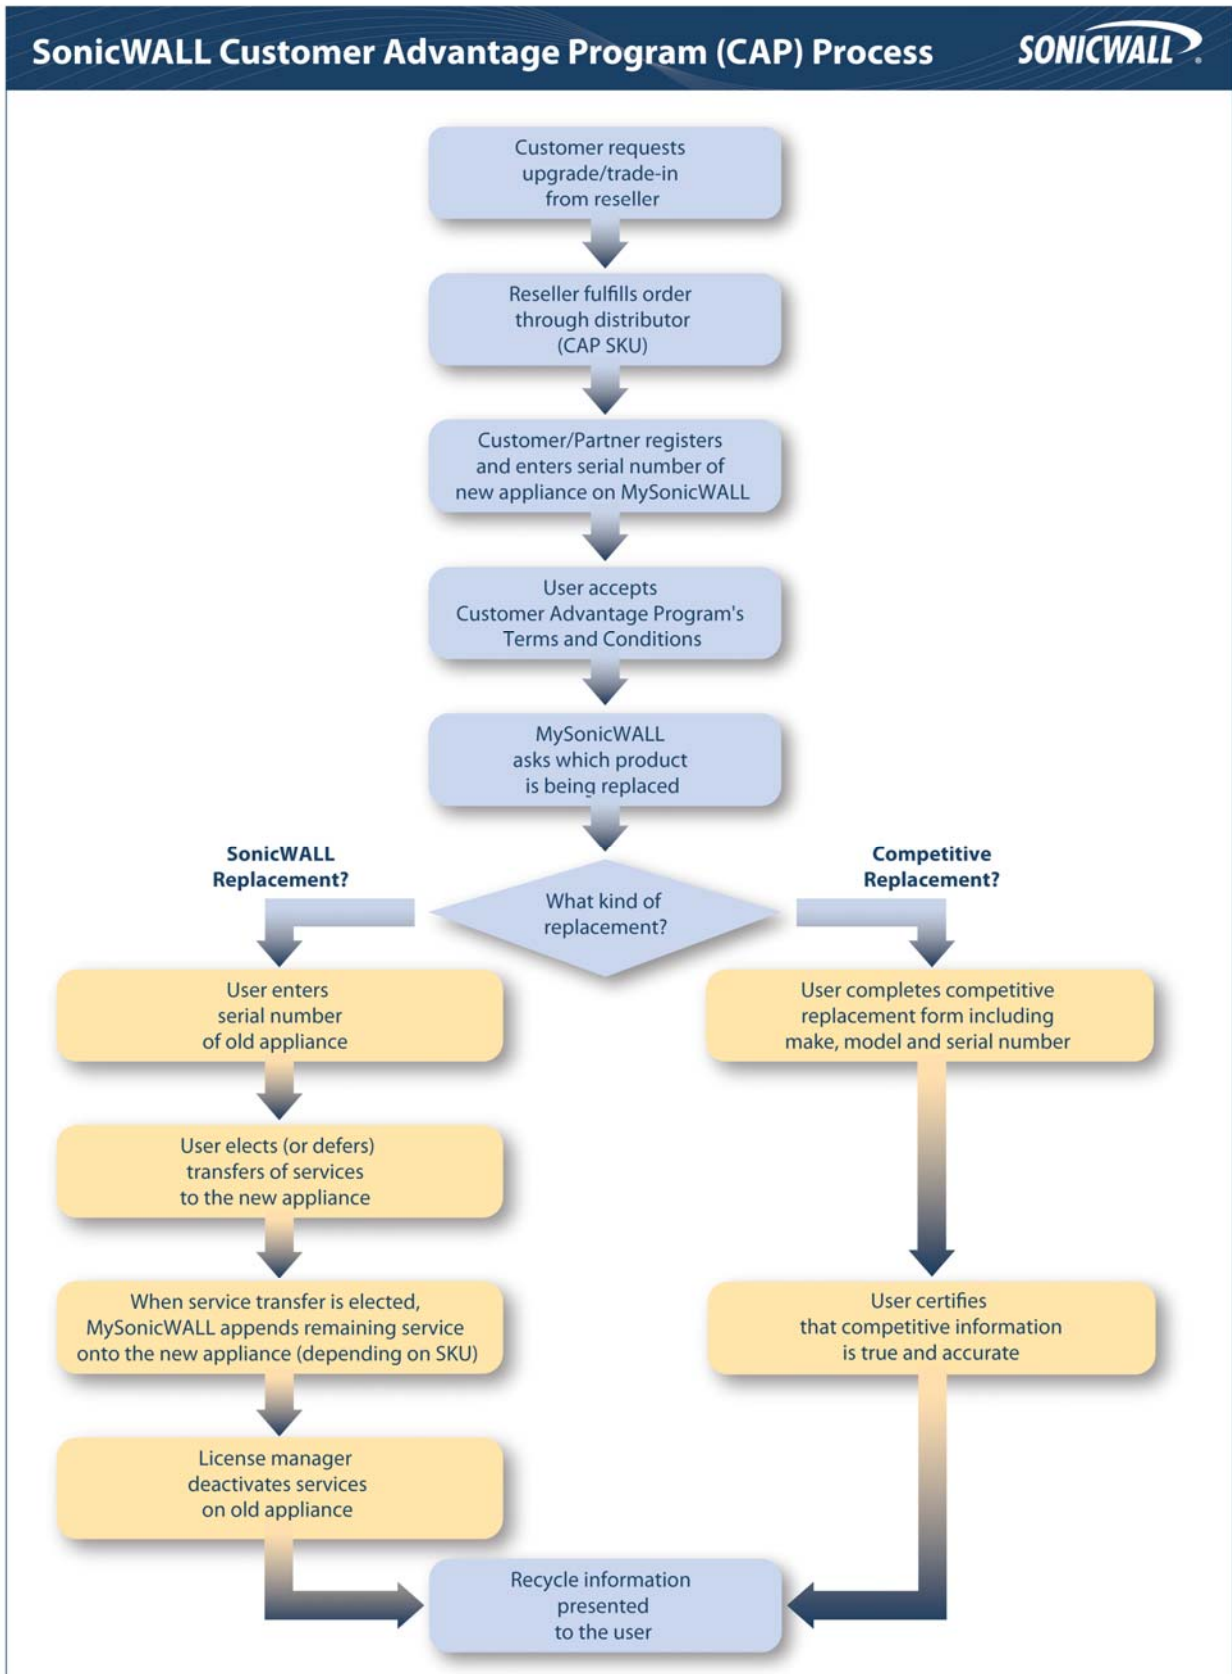 SonicWALL Customer Advantage Program (CAP) Process
SONICWALL
Customer requests
upgrade/trade-in
from reseller
Reseller fulfills order
through distributor
(CAP SKU)
Customer/Partner registers
and enters serial number of
new appliance on MySonicWALL
User accepts
Customer Advantage Program's
Terms and Conditions
MySonicWALL
asks which product
is being replaced
What kind of
replacement?
SonicWALL
Replacement?
User enters
serial number
of old appliance
User elects (or defers)
transfers of services
to the new appliance
When service transfer is elected,
MySonicWALL appends remaining service
onto the new appliance (depending on SKU)
License manager
deactivates services
on old appliance
Competitive
Replacement?
User completes competitive
replacement form including
make, model and serial number
User certifies
that competitive information
is true and accurate
Recycle information
presented
to the user